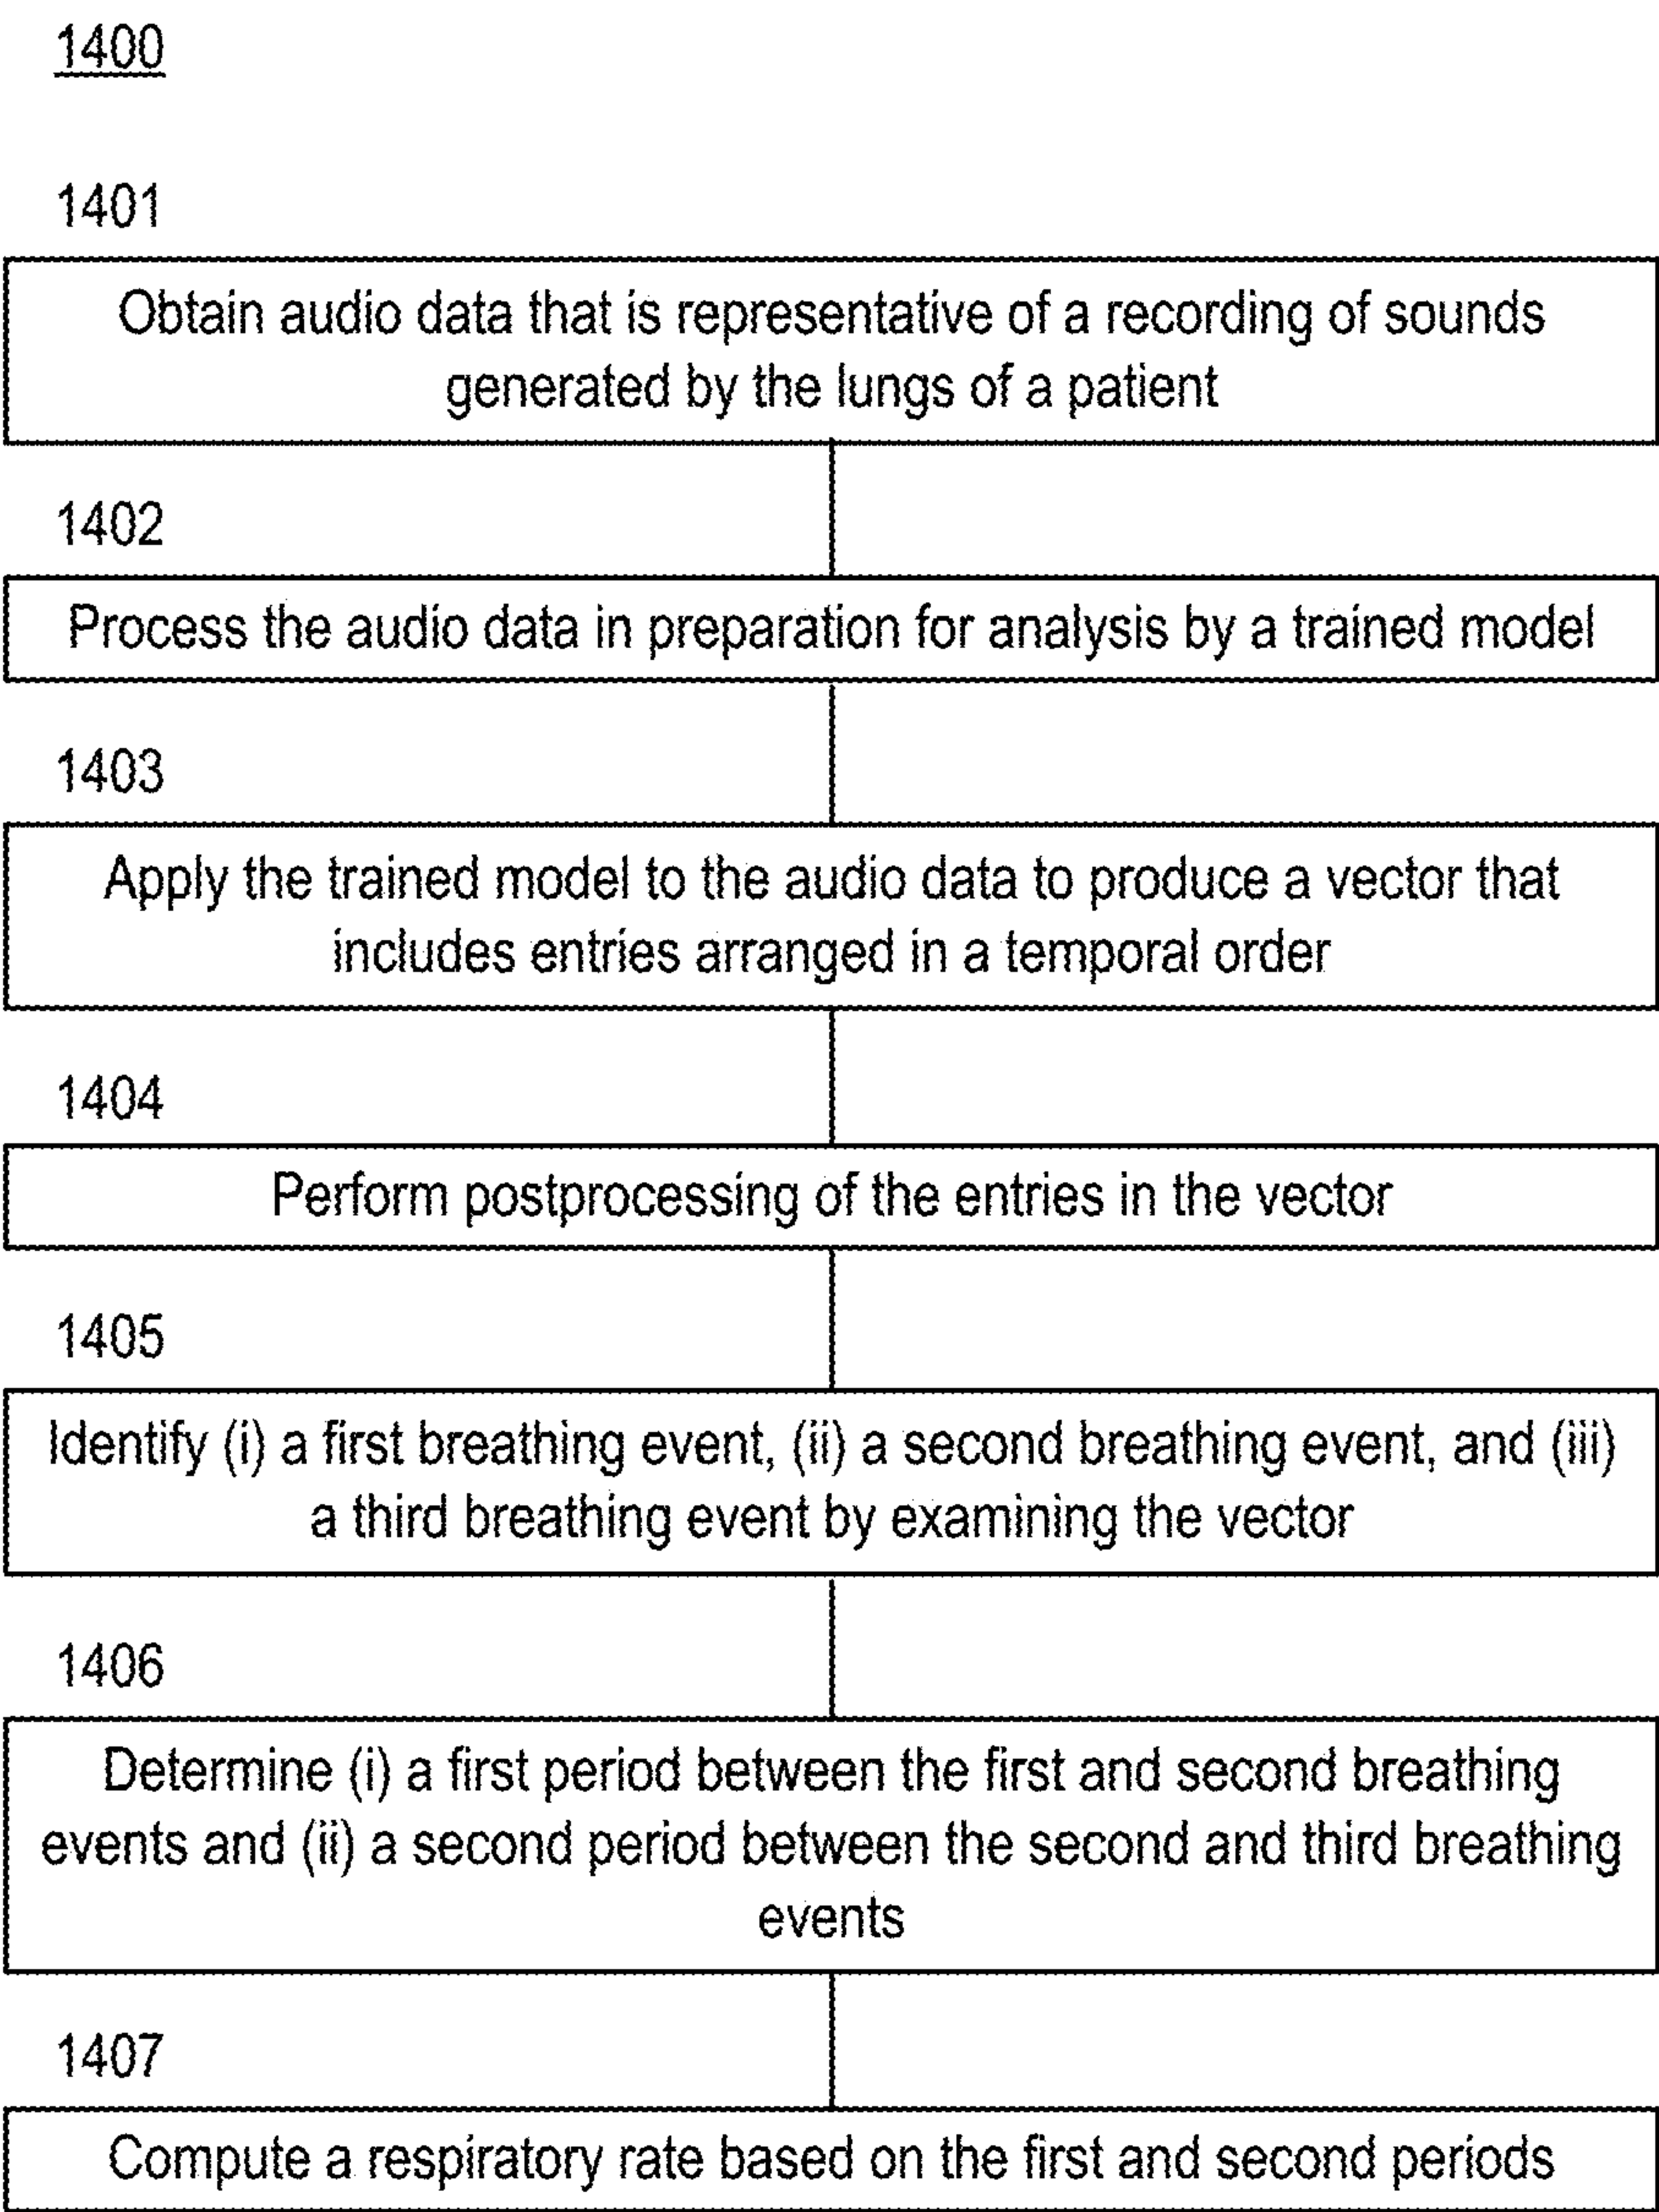 1400
1401
Obtain audio data that is representative of a recording of sounds
generated by the lungs of a patient
1402
Process the audio data in preparation for analysis by a trained model
1403
Apply the trained model to the audio data to produce a vector that
includes entries arranged in a temporal order
1404
Perform postprocessing of the entries in the vector
1405
Identify (i) a first breathing event, (ii) a second breathing event, and (iii)
a third breathing event by examining the vector
1406
Determine (i) a first period between the first and second breathing
events and (ii) a second period between the second and third breathing
events
1407
Compute a respiratory rate based on the first and second periods